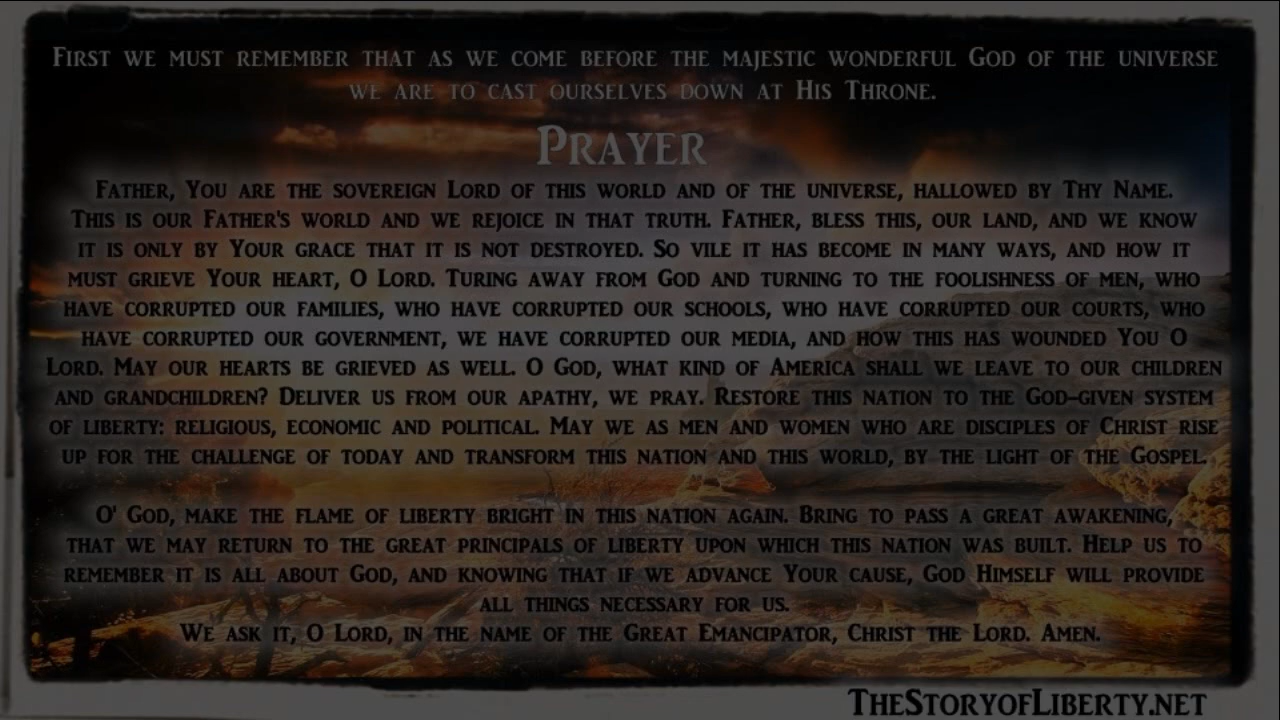 First we must remember that as we come before the majestic wonderful God of the universe
we are to cast ourselves down at His Throne.
Prayer
Father, You are the sovereign Lord of this world and of the universe, hallowed by Thy Name.
This is our Father's world and we rejoice in that truth. Father, bless this, our land, and we know
it is only by Your grace that it is not destroyed. So vile it has become in many ways, and how it
must grieve Your heart, O Lord. Turing away from God and turning to the foolishness of men, who
have corrupted our families, who have corrupted our schools, who have corrupted our courts, who
have corrupted our government, we have corrupted our media, and how this has wounded You O
Lord. May our hearts be grieved as well. O God, what kind of America shall we leave to our children
and grandchildren? Deliver us from our apathy, we pray. Restore this nation to the God-given system
of liberty: religious, economic and political. May we as men and women who are disciples of Christ rise
up for the challenge of today and transform this nation and this world, by the light of the Gospel.
O' God, make the flame of liberty bright in this nation again. Bring to pass a great awakening,
that we may return to the great principals of liberty upon which this nation was built. Help us to
remember it is all about God, and knowing that if we advance Your cause, God Himself will provide
all things necessary for us.
We ask it, O Lord, in the name of the Great Emancipator, Christ the Lord. Amen.
TheStoryofLiberty.net